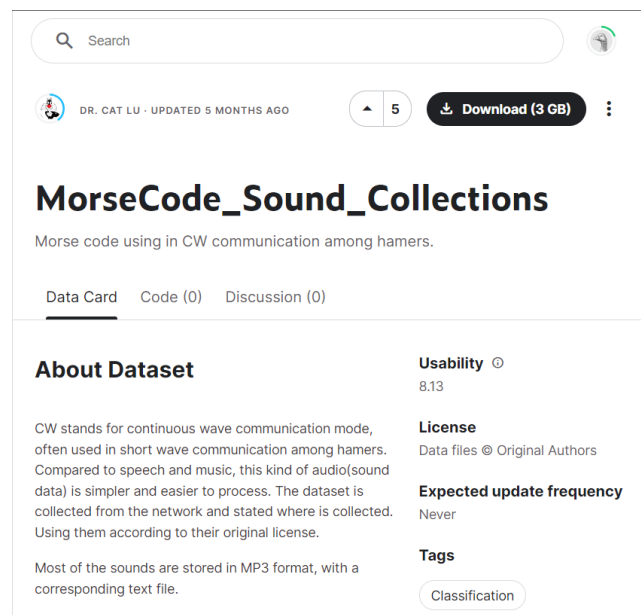 Search
DR. CAT LU · UPDATED 5 MONTHS AGO
5
Download (3 GB)
MorseCode_Sound_Collections
Morse code using in CW communication among hamers.
Data Card Code (0) Discussion (0)
About Dataset
CW stands for continuous wave communication mode,
often used in short wave communication among hamers.
Compared to speech and music, this kind of audio(sound
data) is simpler and easier to process. The dataset is
collected from the network and stated where is collected.
Using them according to their original license.
Most of the sounds are stored in MP3 format, with a
corresponding text file.
Usability
8.13
License
Data files © Original Authors
Expected update frequency
Never
Tags
Classification